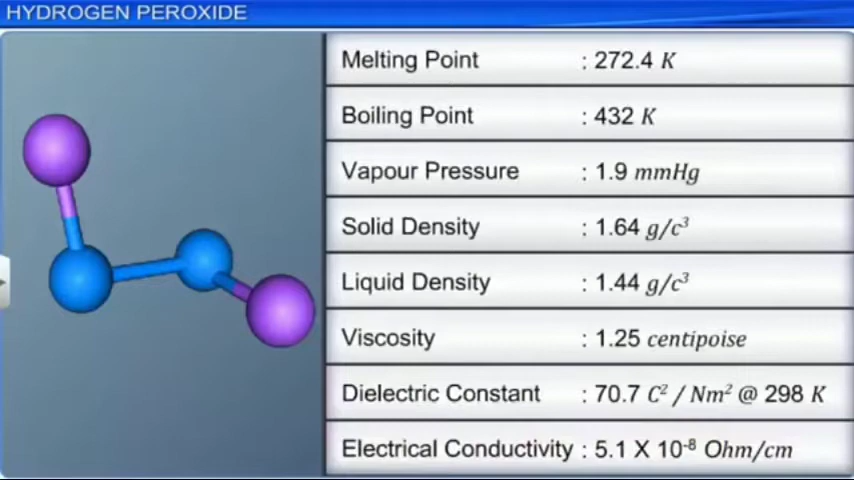 HYDROGEN PEROXIDE
Melting Point : 272.4 K
Boiling Point : 432 K
Vapour Pressure : 1.9 mmHg
Solid Density : 1.64 g/c³
Liquid Density : 1.44 g/c³
Viscosity : 1.25 centipoise
Dielectric Constant : 70.7 C² / Nm² @ 298 K
Electrical Conductivity : 5.1 X 10⁻⁸ Ohm/cm